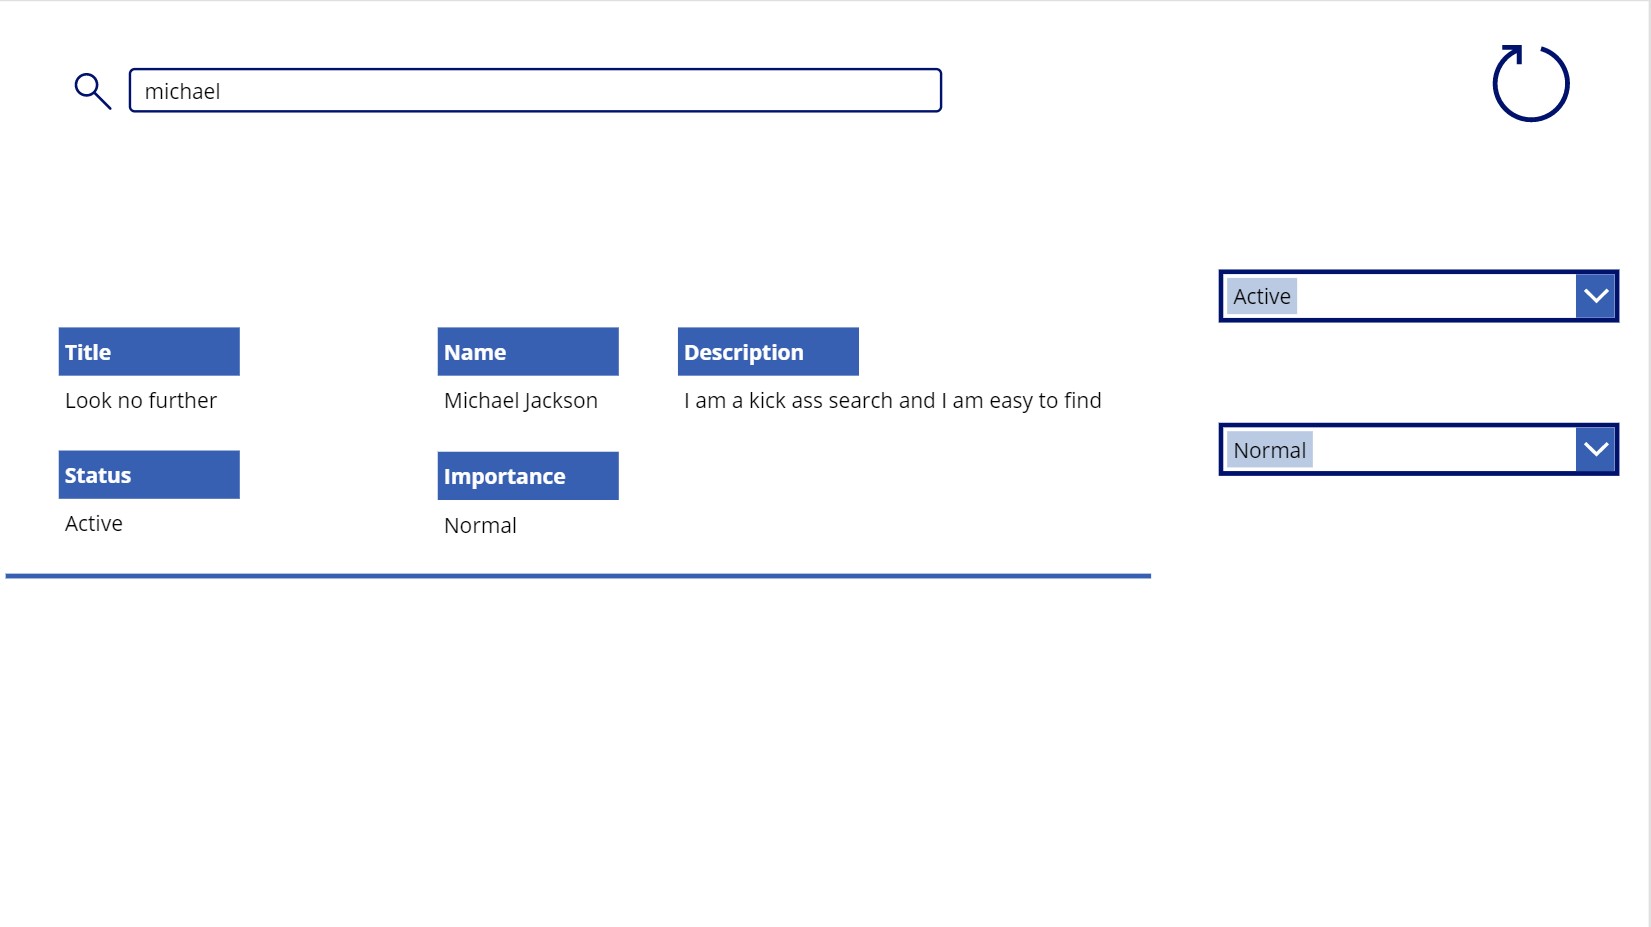 michael
Active
Title
Name
Description
Look no further
Michael Jackson
I am a kick ass search and I am easy to find
Normal
Status
Importance
Active
Normal